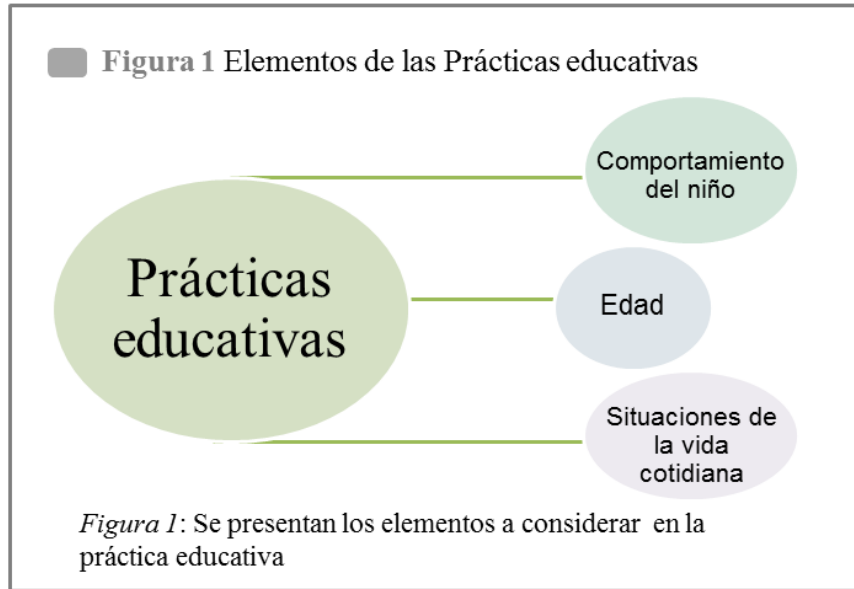 Figura 1 Elementos de las Prácticas educativas
Comportamiento
del niño
Prácticas
educativas
Edad
Situaciones de
la vida
cotidiana
Figura 1: Se presentan los elementos a considerar en la
práctica educativa